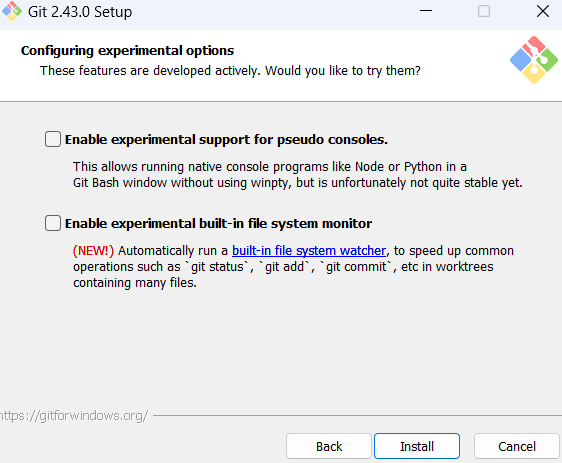 Git 2.43.0 Setup
Configuring experimental options
These features are developed actively. Would you like to try them?
Enable experimental support for pseudo consoles.
This allows running native console programs like Node or Python in a
Git Bash window without using winpty, but is unfortunately not quite stable yet.
Enable experimental built-in file system monitor
(NEW!) Automatically run a built-in file system watcher, to speed up common
operations such as `git status`, `git add`, `git commit`, etc in worktrees
containing many files.
https://gitforwindows.org/
Back Install Cancel